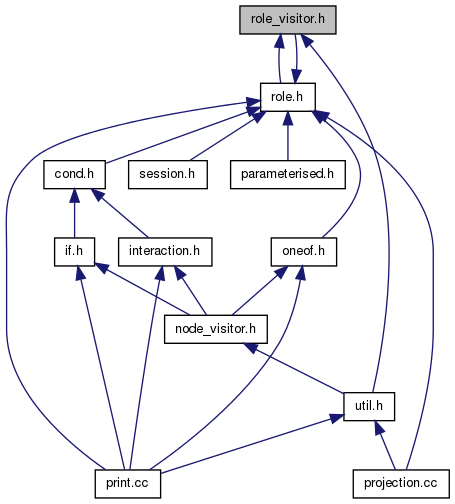 role_visitor.h
role.h
cond.h
session.h
parameterised.h
if.h
interaction.h
oneof.h
node_visitor.h
util.h
print.cc
projection.cc